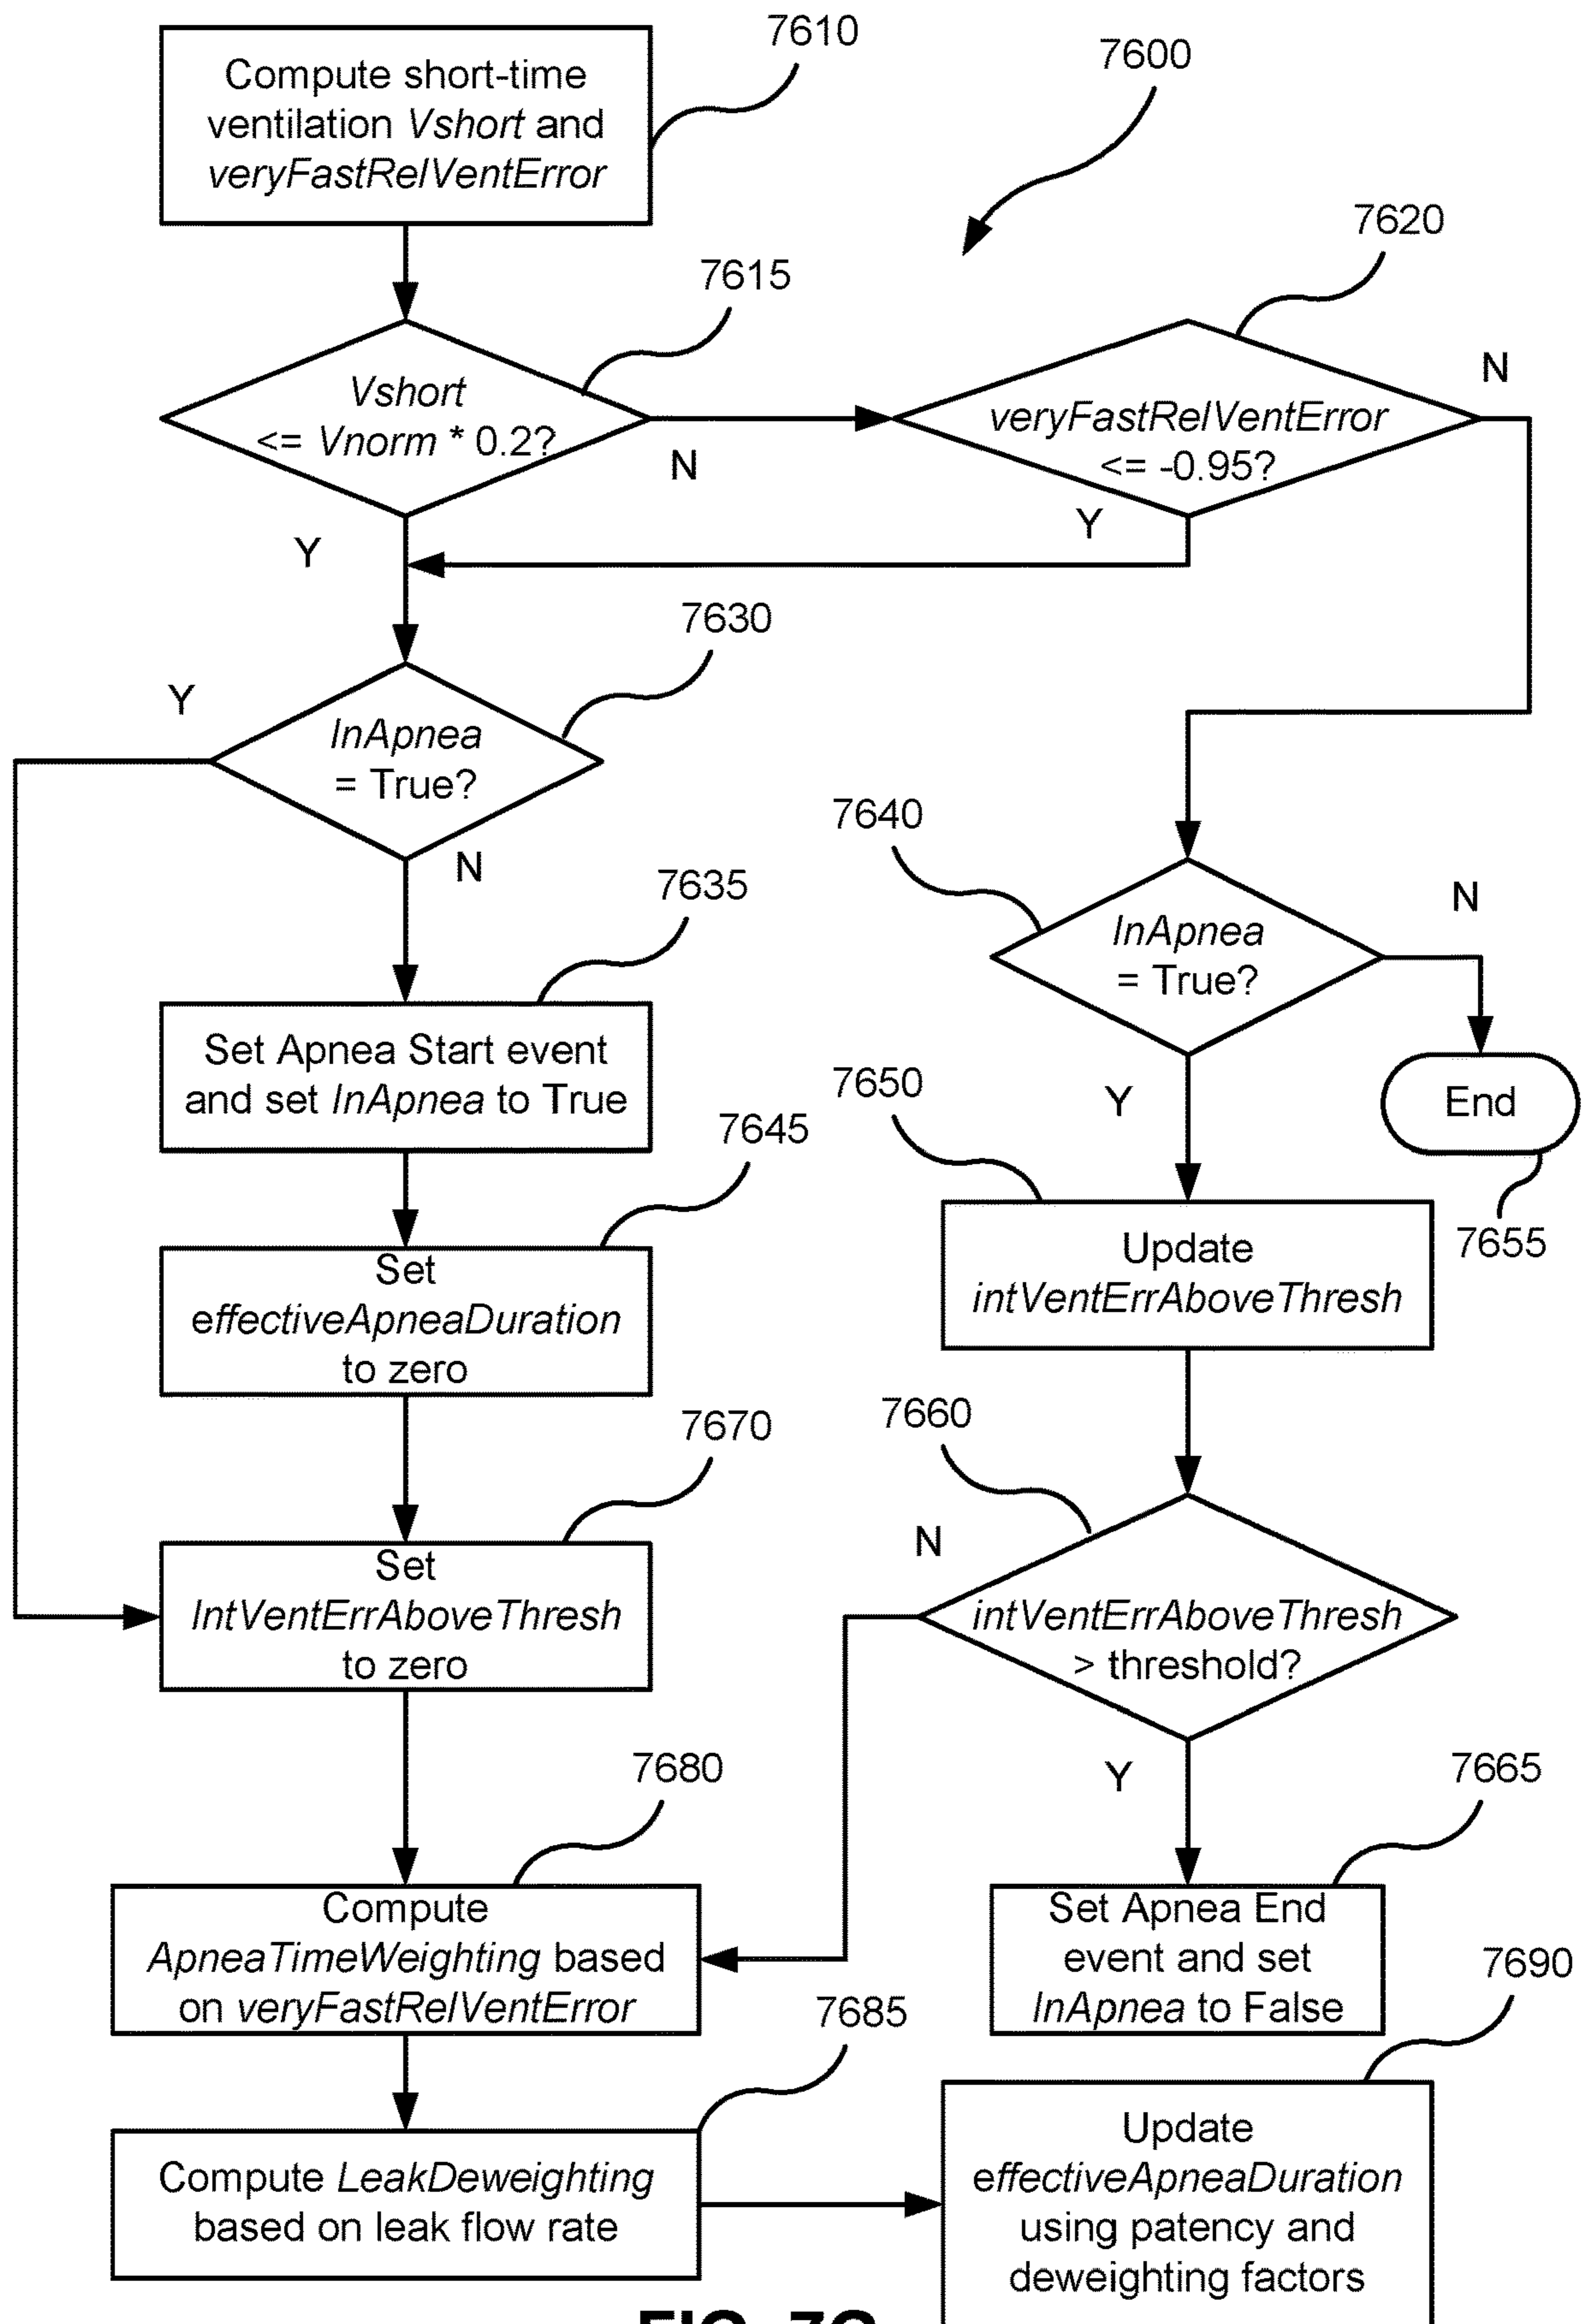 7610
Compute short-time
ventilation Vshort and
veryFastRelVentError
7600
7620
7615
Vshort
<= Vnorm * 0.2?
N
veryFastRelVentError
<= -0.95?
N
Y
Y
7630
Y
InApnea
= True?
N
7640
InApnea
= True?
N
7635
Set Apnea Start event
and set InApnea to True
7650
Y
End
7645
Set
effectiveApneaDuration
to zero
Update
intVentErrAboveThresh
7655
7670
7660
Set
IntVentErrAboveThresh
to zero
N
intVentErrAboveThresh
> threshold?
7680
Y
7665
Compute
ApneaTimeWeighting based
on veryFastRelVentError
Set Apnea End
event and set
InApnea to False
7690
7685
Compute LeakDeweighting
based on leak flow rate
Update
effectiveApneaDuration
using patency and
deweighting factors